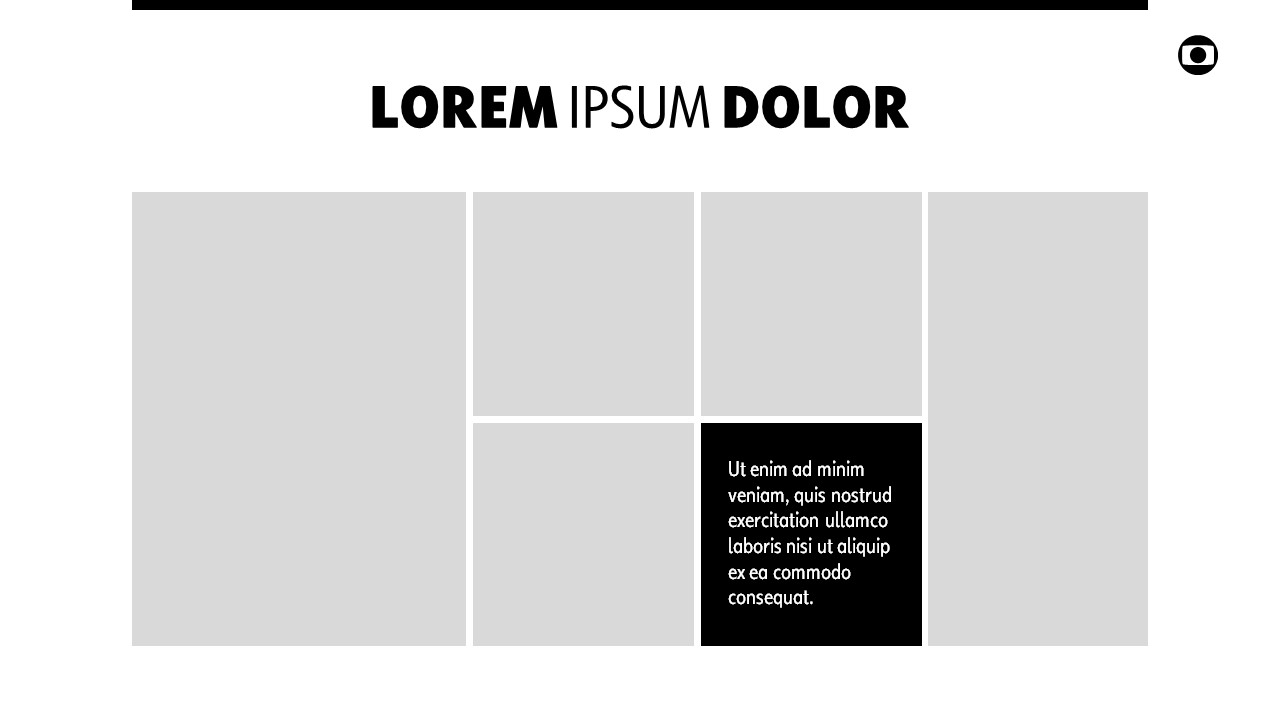 LOREM IPSUM DOLOR
Ut enim ad minim
veniam, quis nostrud
exercitation ullamco
laboris nisi ut aliquip
ex ea commodo
consequat.